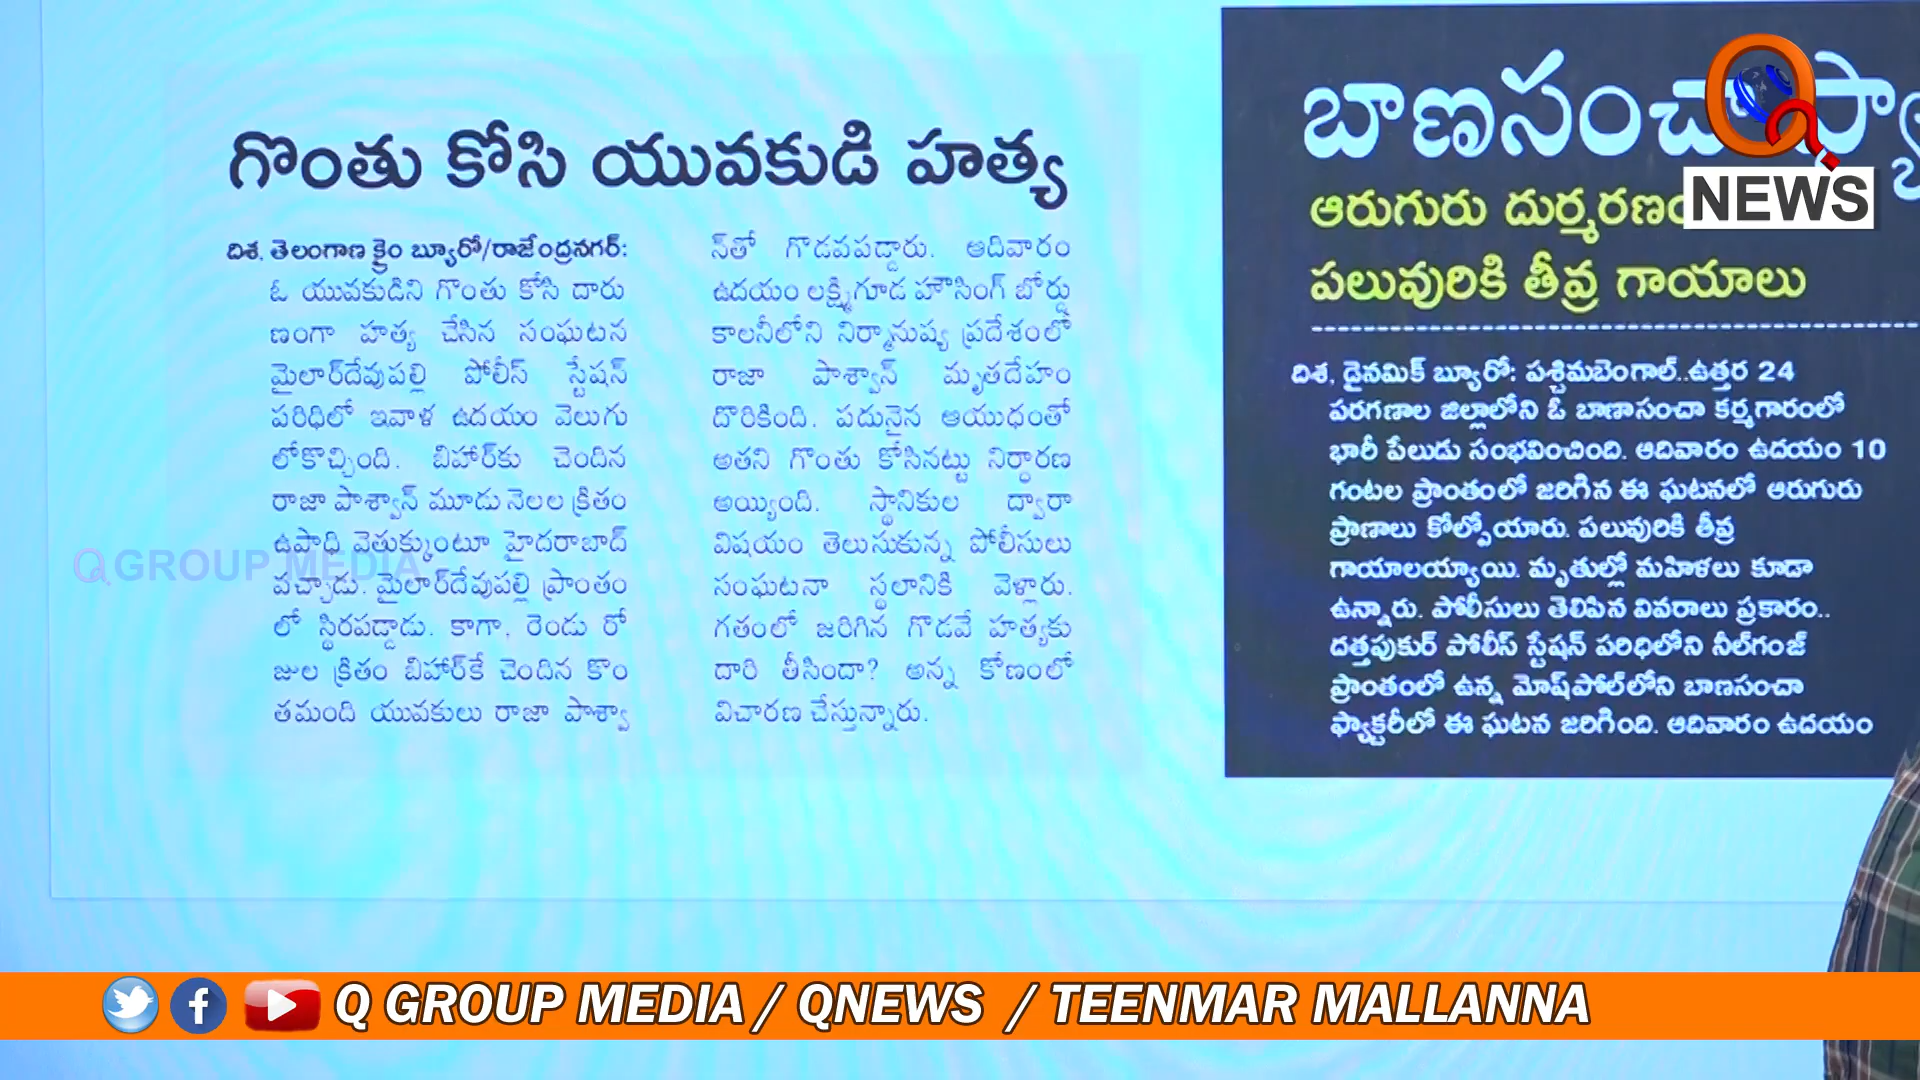 గొంతు కోసి యువకుడి హత్య
దిశ, తెలంగాణ క్రైం బ్యూరో/రాజేంద్రనగర్:
ఓ యువకుడిని గొంతు కోసి దారు
ణంగా హత్య చేసిన సంఘటన
మైలార్‌దేవుపల్లి పోలీస్ స్టేషన్
పరిధిలో ఇవాళ ఉదయం వెలుగు
లోకొచ్చింది. బిహార్‌కు చెందిన
రాజా పాశ్వాన్ మూడు నెలల క్రితం
ఉపాధి వెతుక్కుంటూ హైదరాబాద్
వచ్చాడు. మైలార్‌దేవుపల్లి ప్రాంతం
లో స్థిరపడ్డాడు. కాగా, రెండు రో
జుల క్రితం బిహార్‌కే చెందిన కొం
తమంది యువకులు రాజా పాశ్వా
న్‌తో గొడవపడ్డారు. ఆదివారం
ఉదయం లక్ష్మిగూడ హౌసింగ్ బోర్డు
కాలనీలోని నిర్మానుష్య ప్రదేశంలో
రాజా పాశ్వాన్ మృతదేహం
దొరికింది. పదునైన ఆయుధంతో
అతని గొంతు కోసినట్టు నిర్ధారణ
అయ్యింది. స్థానికుల ద్వారా
విషయం తెలుసుకున్న పోలీసులు
సంఘటనా స్థలానికి వెళ్లారు.
గతంలో జరిగిన గొడవే హత్యకు
దారి తీసిందా? అన్న కోణంలో
విచారణ చేస్తున్నారు.
Q GROUP MEDIA
ఆరుగురు దుర్మరణం
పలువురికి తీవ్ర గాయాలు
దిశ, డైనమిక్ బ్యూరో: పశ్చిమబెంగాల్..ఉత్తర 24
పరగణాల జిల్లాలోని ఓ బాణాసంచా కర్మగారంలో
భారీ పేలుడు సంభవించింది. ఆదివారం ఉదయం 10
గంటల ప్రాంతంలో జరిగిన ఈ ఘటనలో ఆరుగురు
ప్రాణాలు కోల్పోయారు. పలువురికి తీవ్ర
గాయాలయ్యాయి. మృతుల్లో మహిళలు కూడా
ఉన్నారు. పోలీసులు తెలిపిన వివరాలు ప్రకారం..
దత్తపుకుర్ పోలీస్ స్టేషన్ పరిధిలోని నీల్‌గంజ్
ప్రాంతంలో ఉన్న మోష్‌పోల్‌లోని బాణసంచా
ఫ్యాక్టరీలో ఈ ఘటన జరిగింది. ఆదివారం ఉదయం
Q
NEWS
Q GROUP MEDIA / QNEWS / TEENMAR MALLANNA